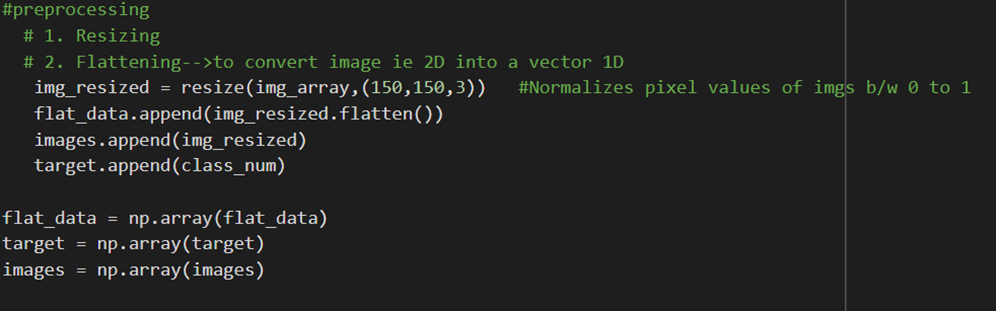 #preprocessing
# 1. Resizing
# 2. Flattening-->to convert image ie 2D into a vector 1D
img_resized = resize(img_array,(150,150,3))   #Normalizes pixel values of imgs b/w 0 to 1
flat_data.append(img_resized.flatten())
images.append(img_resized)
target.append(class_num)
flat_data = np.array(flat_data)
target = np.array(target)
images = np.array(images)